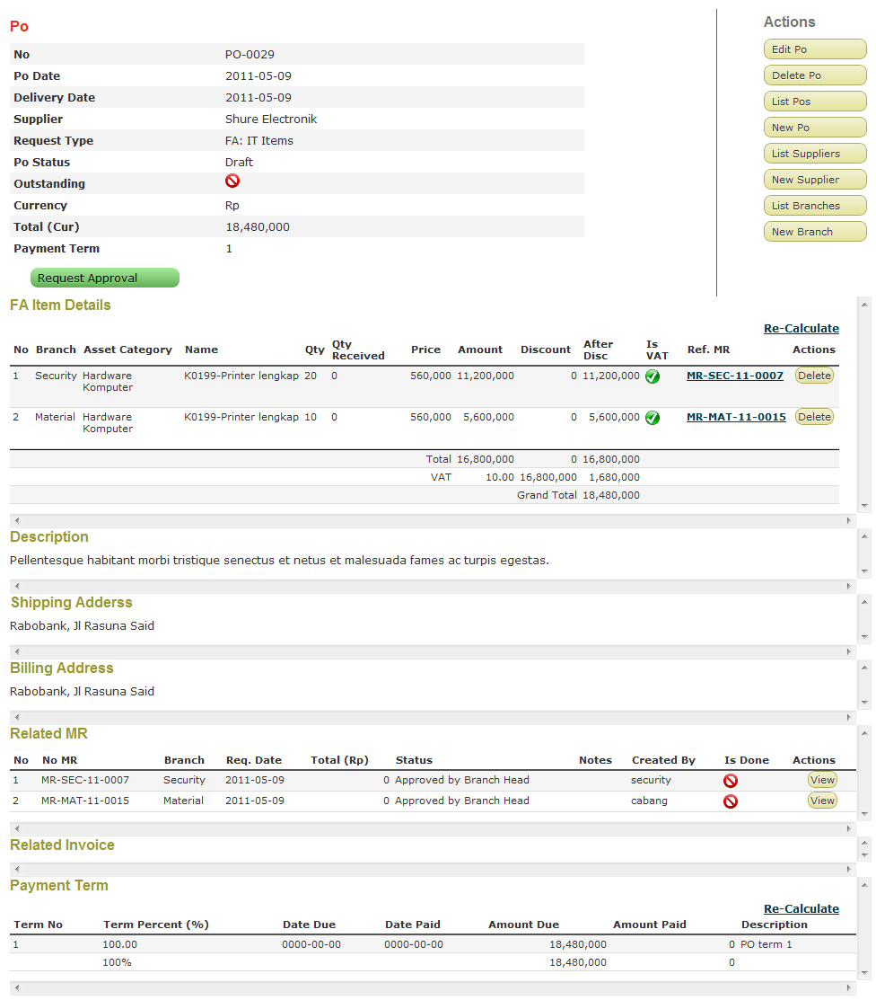 Po
No PO-0029
Po Date 2011-05-09
Delivery Date 2011-05-09
Supplier Shure Electronik
Request Type FA: IT Items
Po Status Draft
Outstanding
Currency Rp
Total (Cur) 18,480,000
Payment Term 1
Request Approval
Actions
Edit Po
Delete Po
List Pos
New Po
List Suppliers
New Supplier
List Branches
New Branch
FA Item Details
Re-Calculate
No Branch Asset Category Name Qty Qty Received Price Amount Discount After Disc Is VAT Ref. MR Actions
1 Security Hardware Komputer K0199-Printer lengkap 20 0 560,000 11,200,000 0 11,200,000 MR-SEC-11-0007 Delete
2 Material Hardware Komputer K0199-Printer lengkap 10 0 560,000 5,600,000 0 5,600,000 MR-MAT-11-0015 Delete
Total 16,800,000 0 16,800,000
VAT 10.00 16,800,000 1,680,000
Grand Total 18,480,000
Description
Pellentesque habitant morbi tristique senectus et netus et malesuada fames ac turpis egestas.
Shipping Adderss
Rabobank, Jl Rasuna Said
Billing Address
Rabobank, Jl Rasuna Said
Related MR
No No MR Branch Req. Date Total (Rp) Status Notes Created By Is Done Actions
1 MR-SEC-11-0007 Security 2011-05-09 0 Approved by Branch Head security View
2 MR-MAT-11-0015 Material 2011-05-09 0 Approved by Branch Head cabang View
Related Invoice
Payment Term
Re-Calculate
Term No Term Percent (%) Date Due Date Paid Amount Due Amount Paid Description
1 100.00 0000-00-00 0000-00-00 18,480,000 0 PO term 1
100% 18,480,000 0